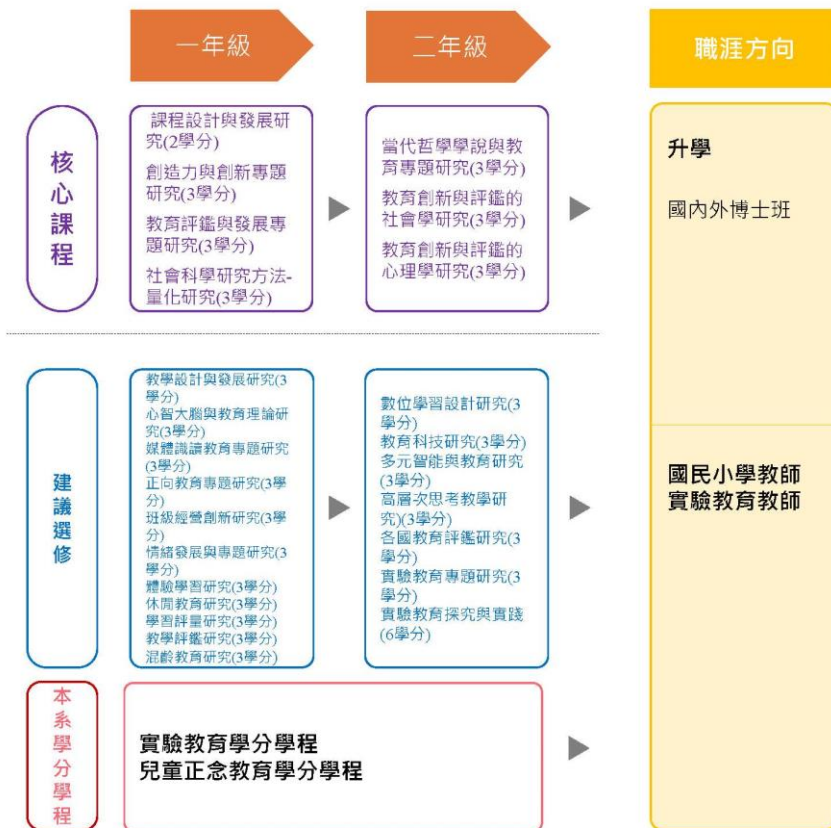 一年級
二年級
職涯方向
核心課程
課程設計與發展研
究(2學分)
創造力與創新專題
研究(3學分)
教育評鑑與發展專
題研究(3學分)
社會科學研究方法-
量化研究(3學分)
當代哲學學說與教
育專題研究(3學分)
教育創新與評鑑的
社會學研究(3學分)
教育創新與評鑑的
心理學研究(3學分)
升學
國內外博士班
建議選修
教學設計與發展研究(3
學分)
心智大腦與教育理論研
究(3學分)
媒體識讀教育專題研究
(3學分)
正向教育專題研究(3學
分)
班級經營創新研究(3學
分)
情緒發展與專題研究(3
學分)
體驗學習研究(3學分)
休閒教育研究(3學分)
學習評量研究(3學分)
教學評鑑研究(3學分)
混齡教育研究(3學分)
數位學習設計研究(3
學分)
教育科技研究(3學分)
多元智能與教育研究
(3學分)
高層次思考教學研
究)(3學分)
各國教育評鑑研究(3
學分)
實驗教育專題研究(3
學分)
實驗教育探究與實踐
(6學分)
國民小學教師
實驗教育教師
本系學分學程
實驗教育學分學程
兒童正念教育學分學程